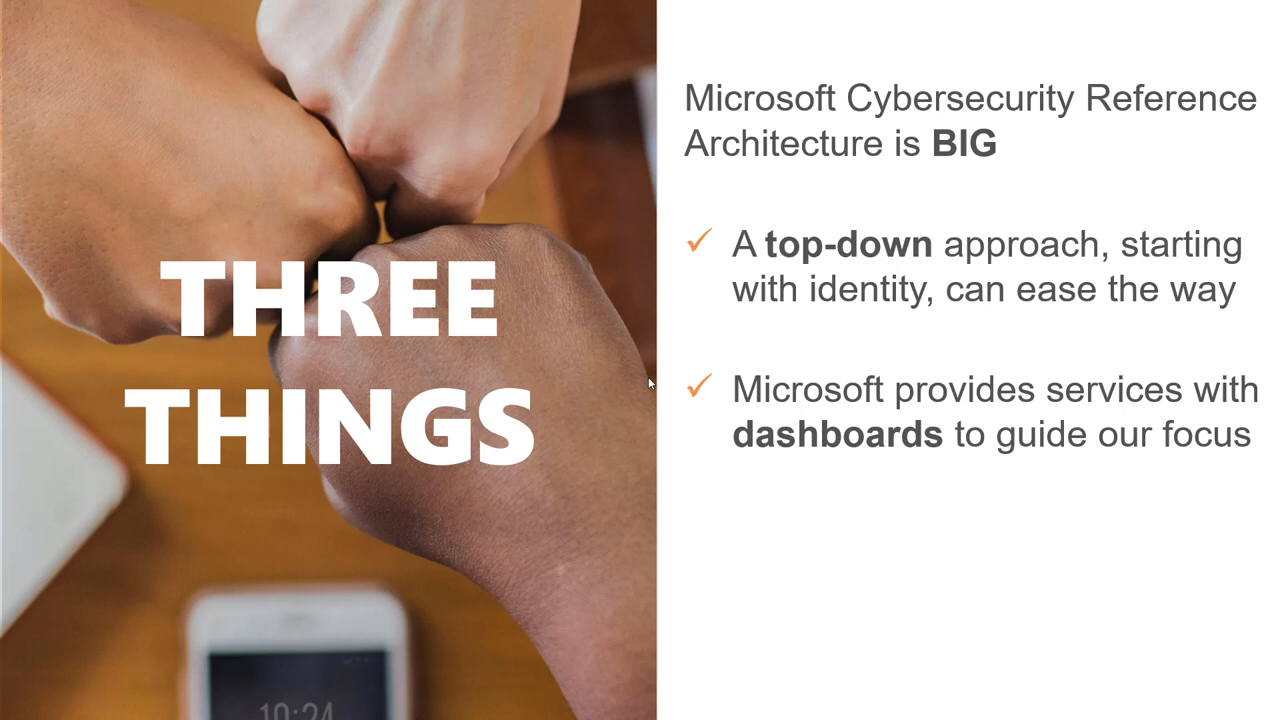 THREE
THINGS
Microsoft Cybersecurity Reference
Architecture is BIG
A top-down approach, starting
with identity, can ease the way
Microsoft provides services with
dashboards to guide our focus
10:24